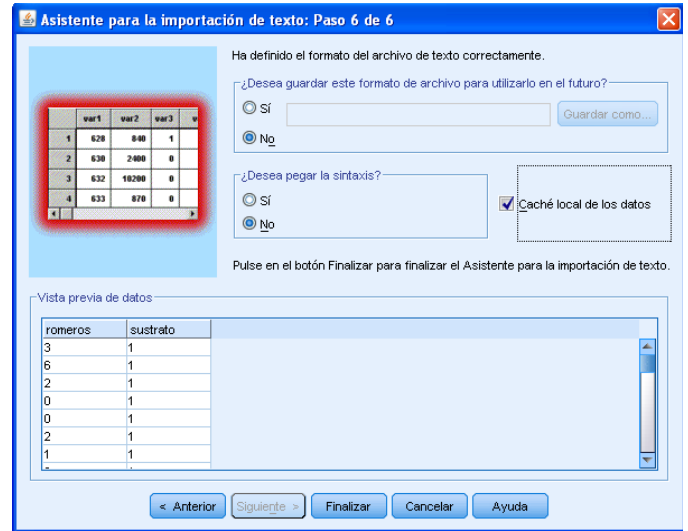 Asistente para la importación de texto: Paso 6 de 6
Ha definido el formato del archivo de texto correctamente.
¿Desea guardar este formato de archivo para utilizarlo en el futuro?
Sí
Guardar como...
No
var1 var2 var3
1 628 840 1
2 630 2400 0
3 632 10200 0
4 633 870 0
¿Desea pegar la sintaxis?
Sí
No
Caché local de los datos
Pulse en el botón Finalizar para finalizar el Asistente para la importación de texto.
Vista previa de datos
romeros sustrato
3 1
6 1
2 1
0 1
0 1
2 1
1 1
< Anterior Siguiente > Finalizar Cancelar Ayuda